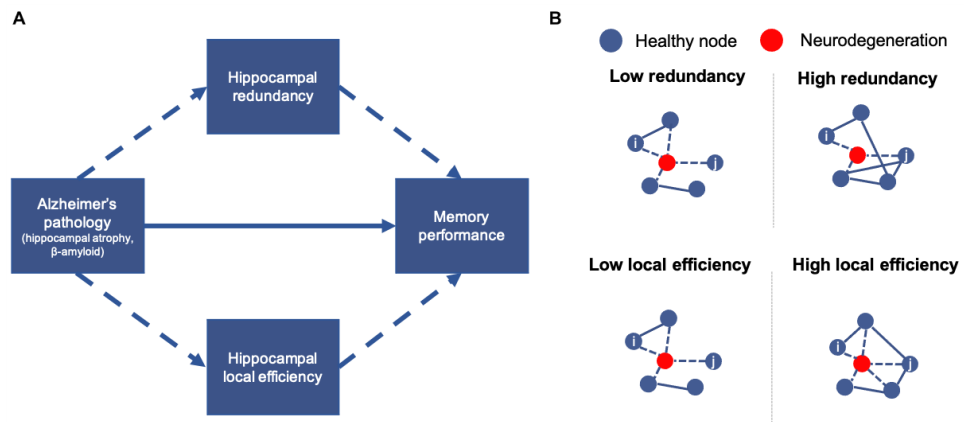 A
Hippocampal
redundancy
Alzheimer's
pathology
(hippocampal atrophy,
β-amyloid)
Memory
performance
Hippocampal
local efficiency
B
Healthy node
Neurodegeneration
Low redundancy
High redundancy
i
j
i
j
Low local efficiency
High local efficiency
i
j
i
j